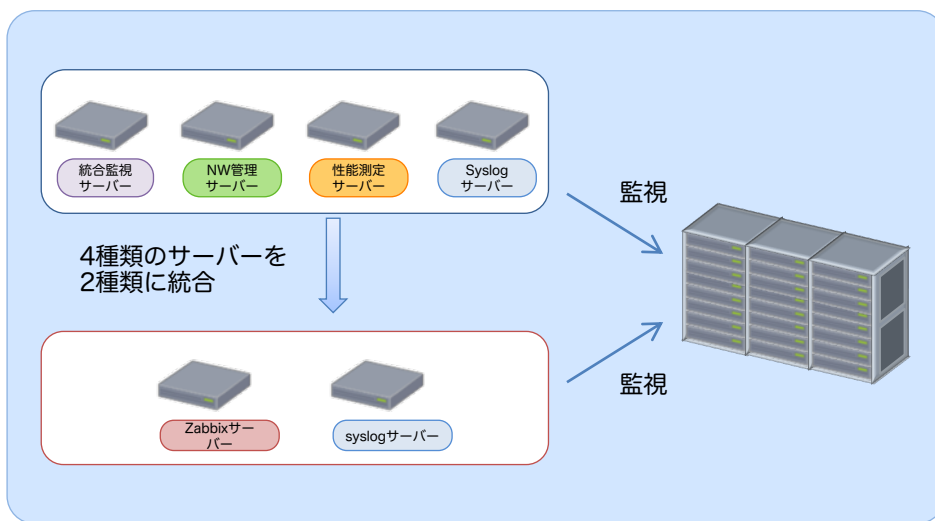 統合監視
サーバー
NW管理
サーバー
性能測定
サーバー
Syslog
サーバー
監視
4種類のサーバーを
2種類に統合
監視
Zabbixサー
バー
syslogサーバー